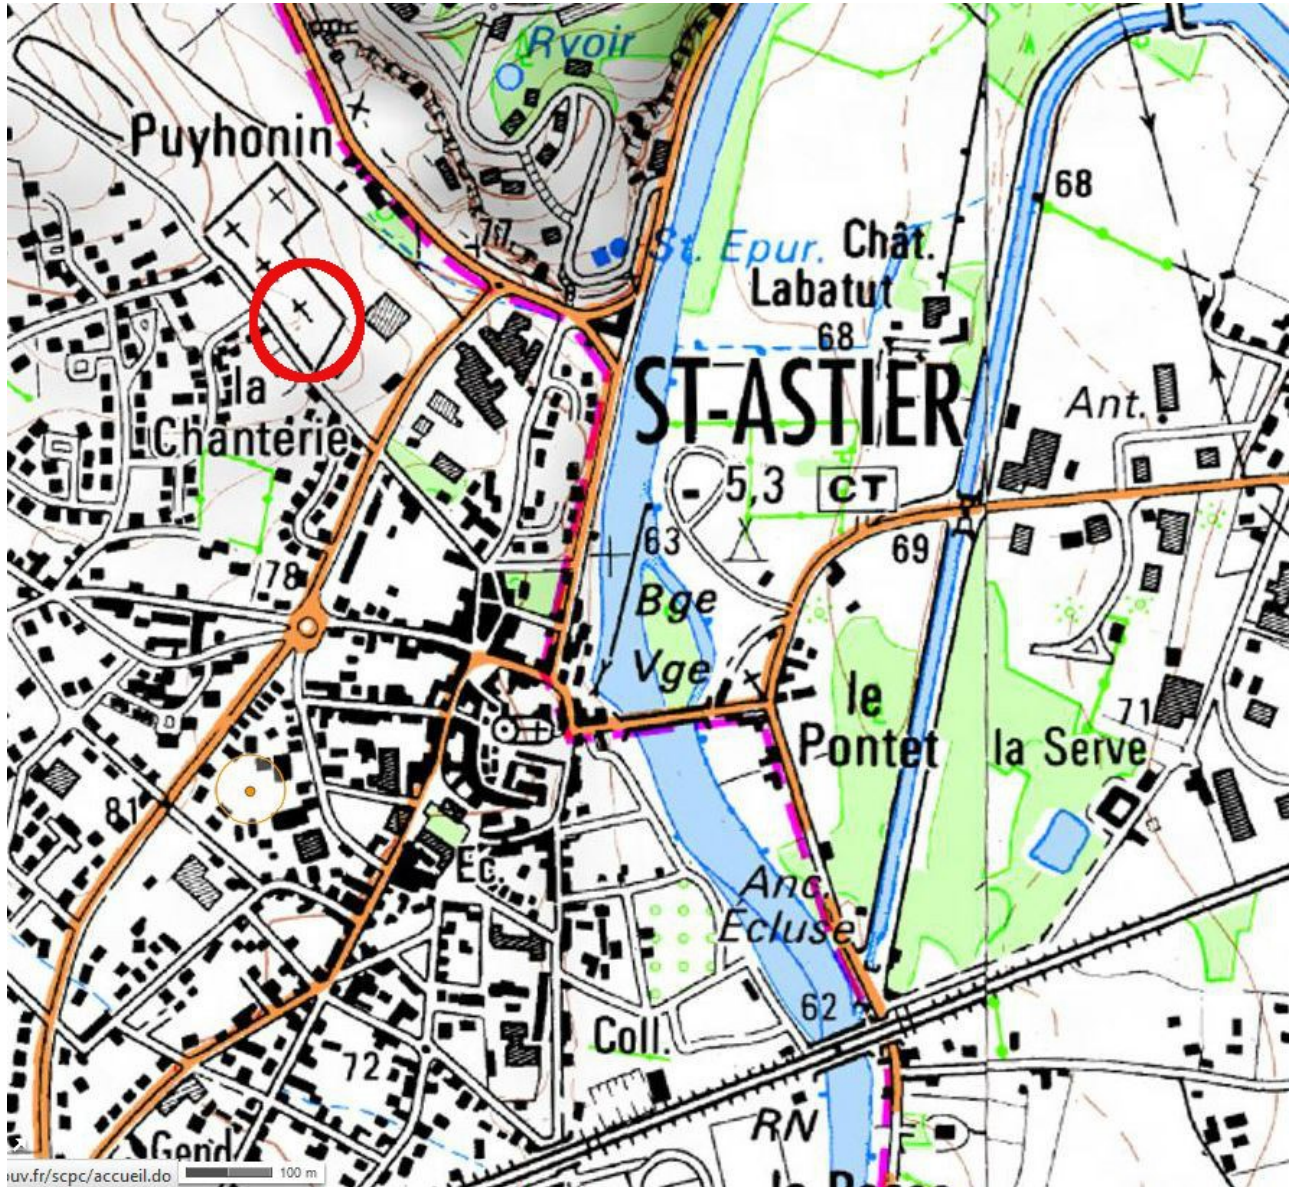 Rvoir
Puyhonin
77
68
St. Epur.
Chât.
Labatut
68
la
Chanterie
ST-ASTIER
Ant.
5,3
CT
63
69
78
Bge
Vge
le
Pontet
71
la Serve
81
Ec.
Anc.
Ecluse
62
Coll.
72
RN
Gend
ouv.fr/scpc/accueil.do
100 m